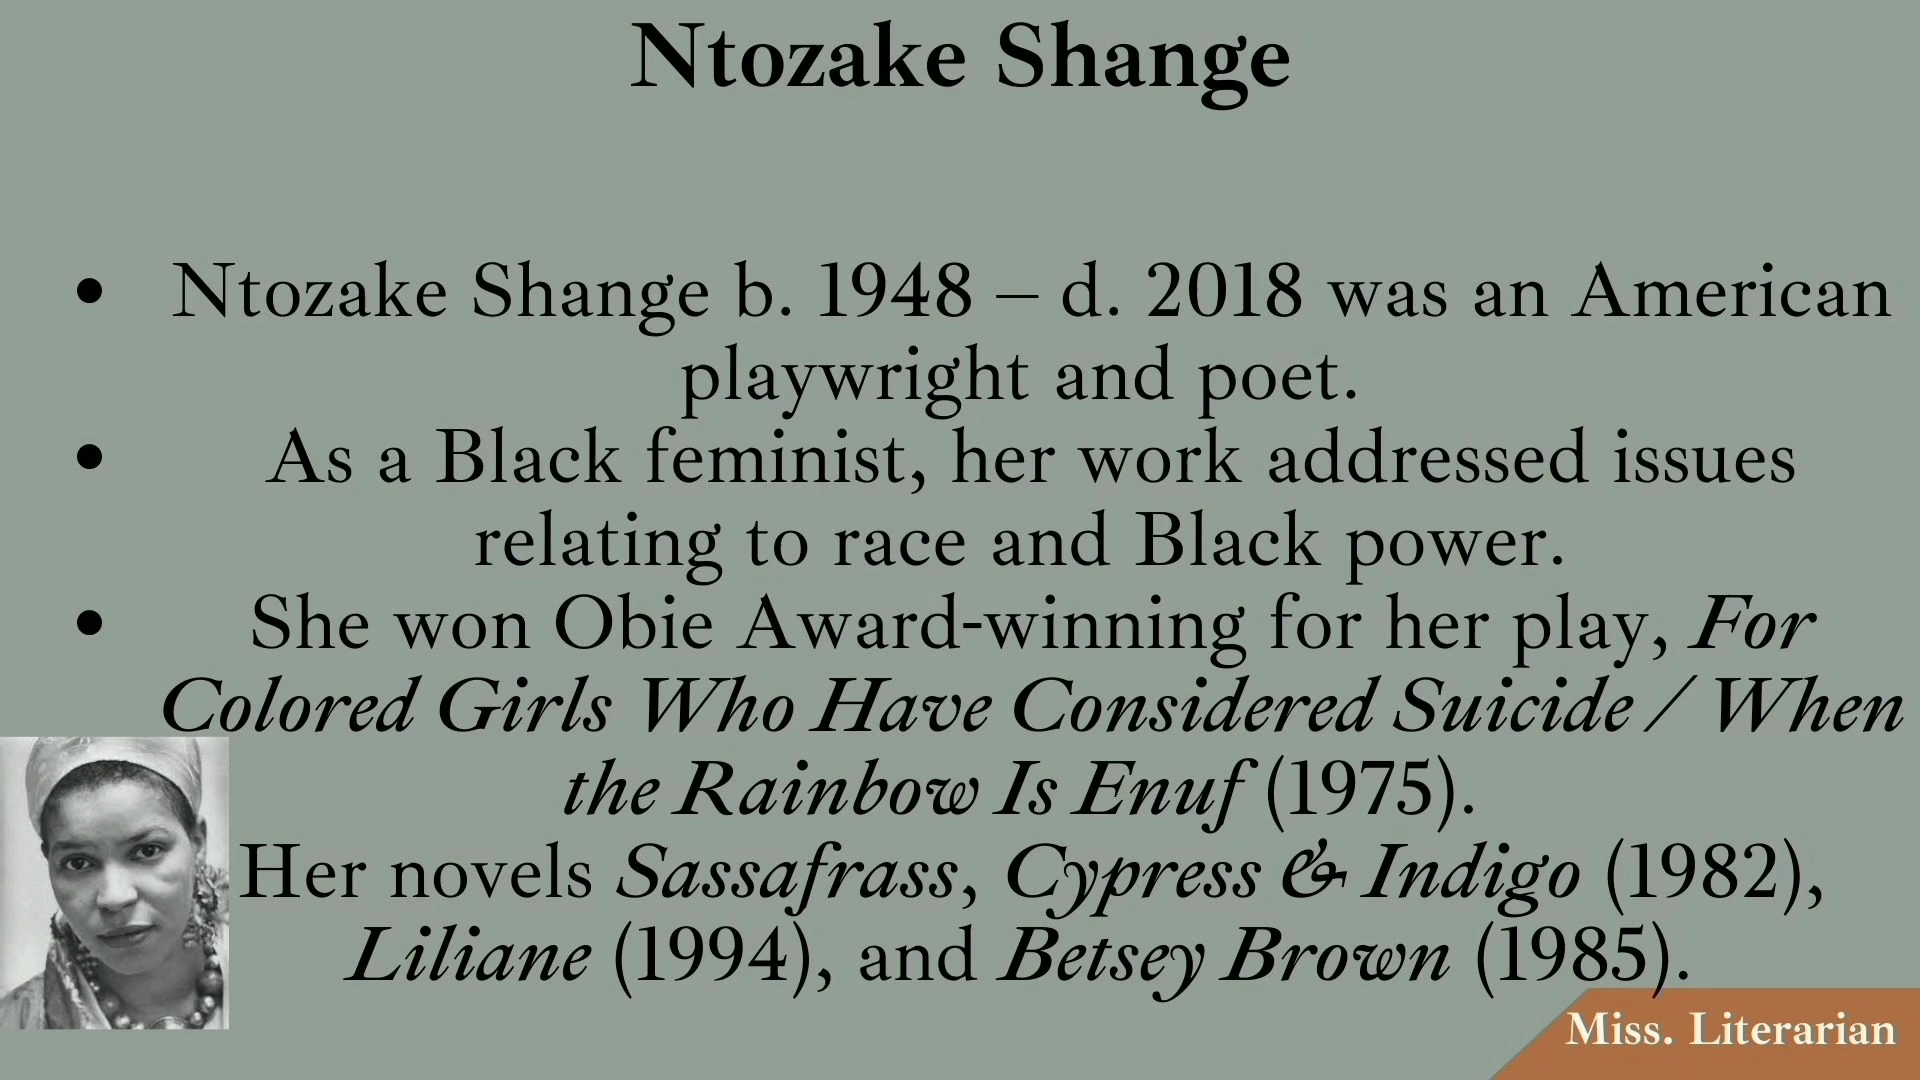 Ntozake Shange
• Ntozake Shange b. 1948 – d. 2018 was an American
playwright and poet.
• As a Black feminist, her work addressed issues
relating to race and Black power.
• She won Obie Award-winning for her play, For
Colored Girls Who Have Considered Suicide / When
the Rainbow Is Enuf (1975).
Her novels Sassafrass, Cypress & Indigo (1982),
Liliane (1994), and Betsey Brown (1985).
Miss. Literarian